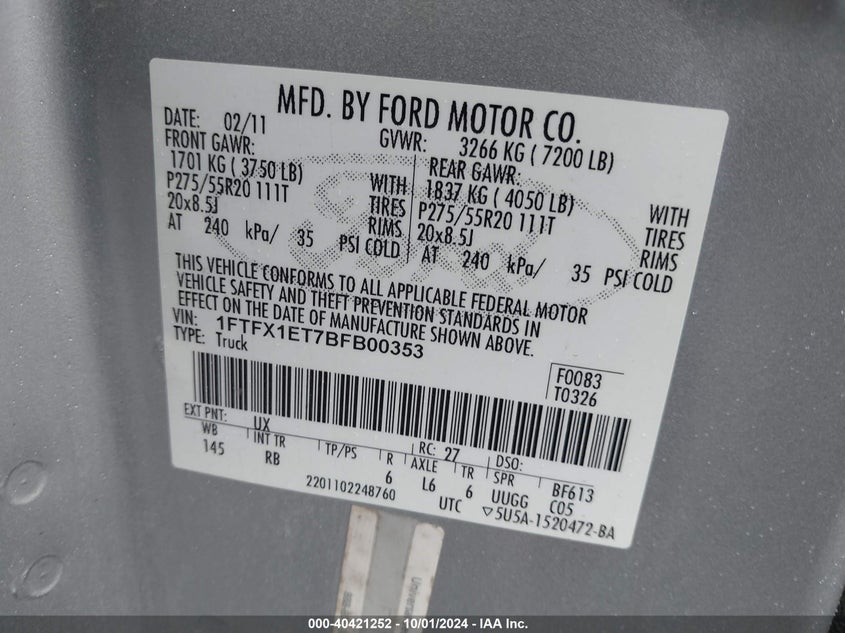 MFD. BY FORD MOTOR CO.
DATE: 02/11 GVWR: 3266 KG ( 7200 LB)
FRONT GAWR: REAR GAWR:
1701 KG ( 3750 LB) WITH 1837 KG ( 4050 LB) WITH
P275/55R20 111T TIRES P275/55R20 111T TIRES
20x8.5J RIMS 20x8.5J RIMS
AT 240 kPa/ 35 PSI COLD AT 240 kPa/ 35 PSI COLD
THIS VEHICLE CONFORMS TO ALL APPLICABLE FEDERAL MOTOR
VEHICLE SAFETY AND THEFT PREVENTION STANDARDS IN
EFFECT ON THE DATE OF MANUFACTURE SHOWN ABOVE.
VIN: 1FTFX1ET7BFB00353
TYPE: Truck
F0083
T0326
EXT PNT: UX RC: 27 DSO:
WB INT TR TP/PS R AXLE TR SPR BF613
145 RB 6 L6 6 UUGG C05
2201102248760 UTC ▽5U5A-1520472-BA
000-40421252 - 10/01/2024 - IAA Inc.